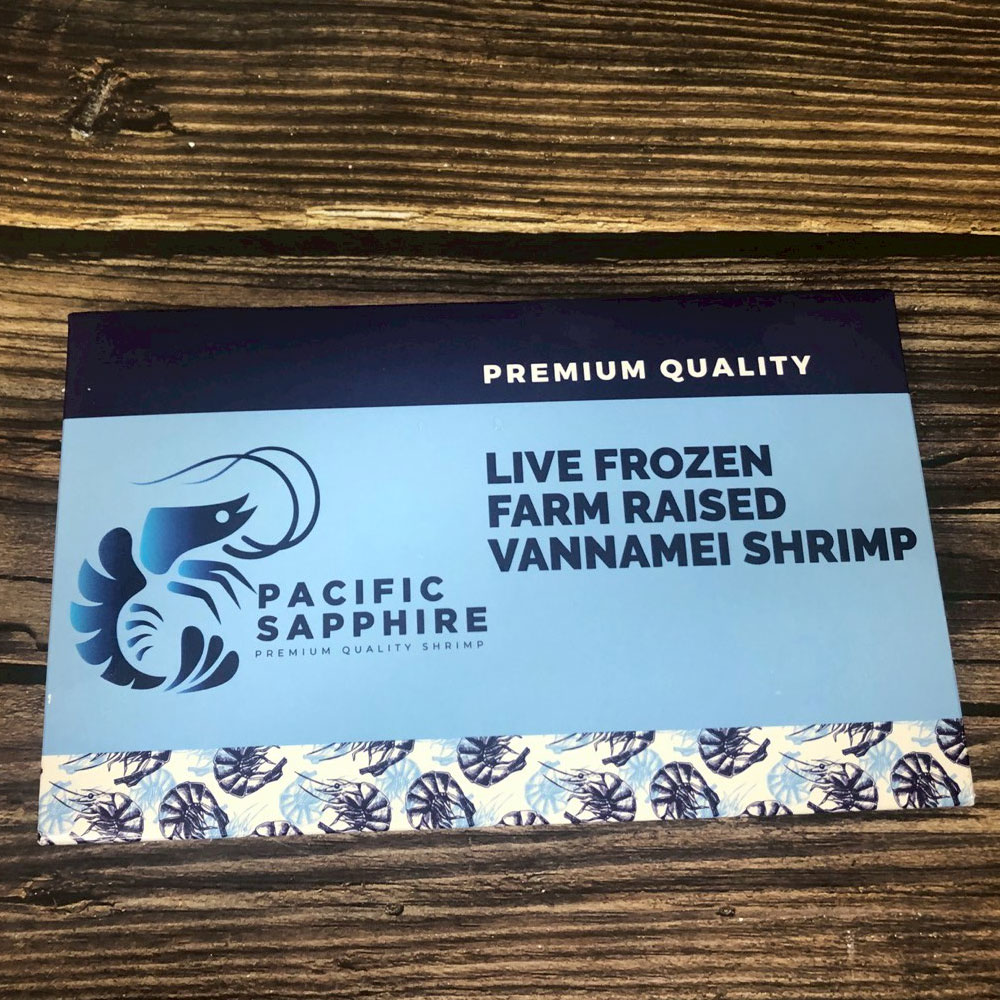 PREMIUM QUALITY
LIVE FROZEN
FARM RAISED
VANNAMEI SHRIMP
PACIFIC
SAPPHIRE
PREMIUM QUALITY SHRIMP